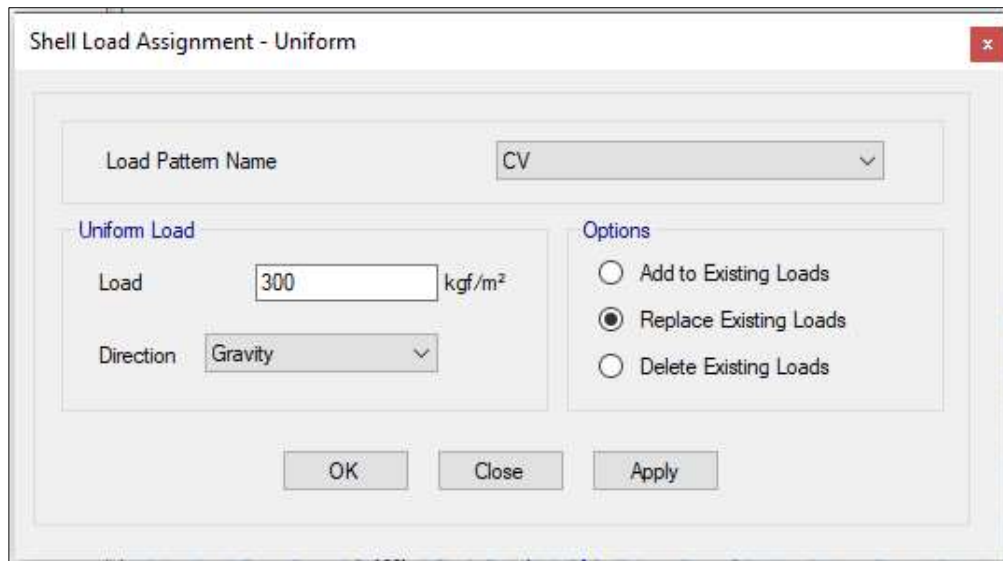 Shell Load Assignment - Uniform
x
Load Pattern Name
CV
Uniform Load
Load
300
kgf/m²
Direction
Gravity
Options
Add to Existing Loads
Replace Existing Loads
Delete Existing Loads
OK
Close
Apply